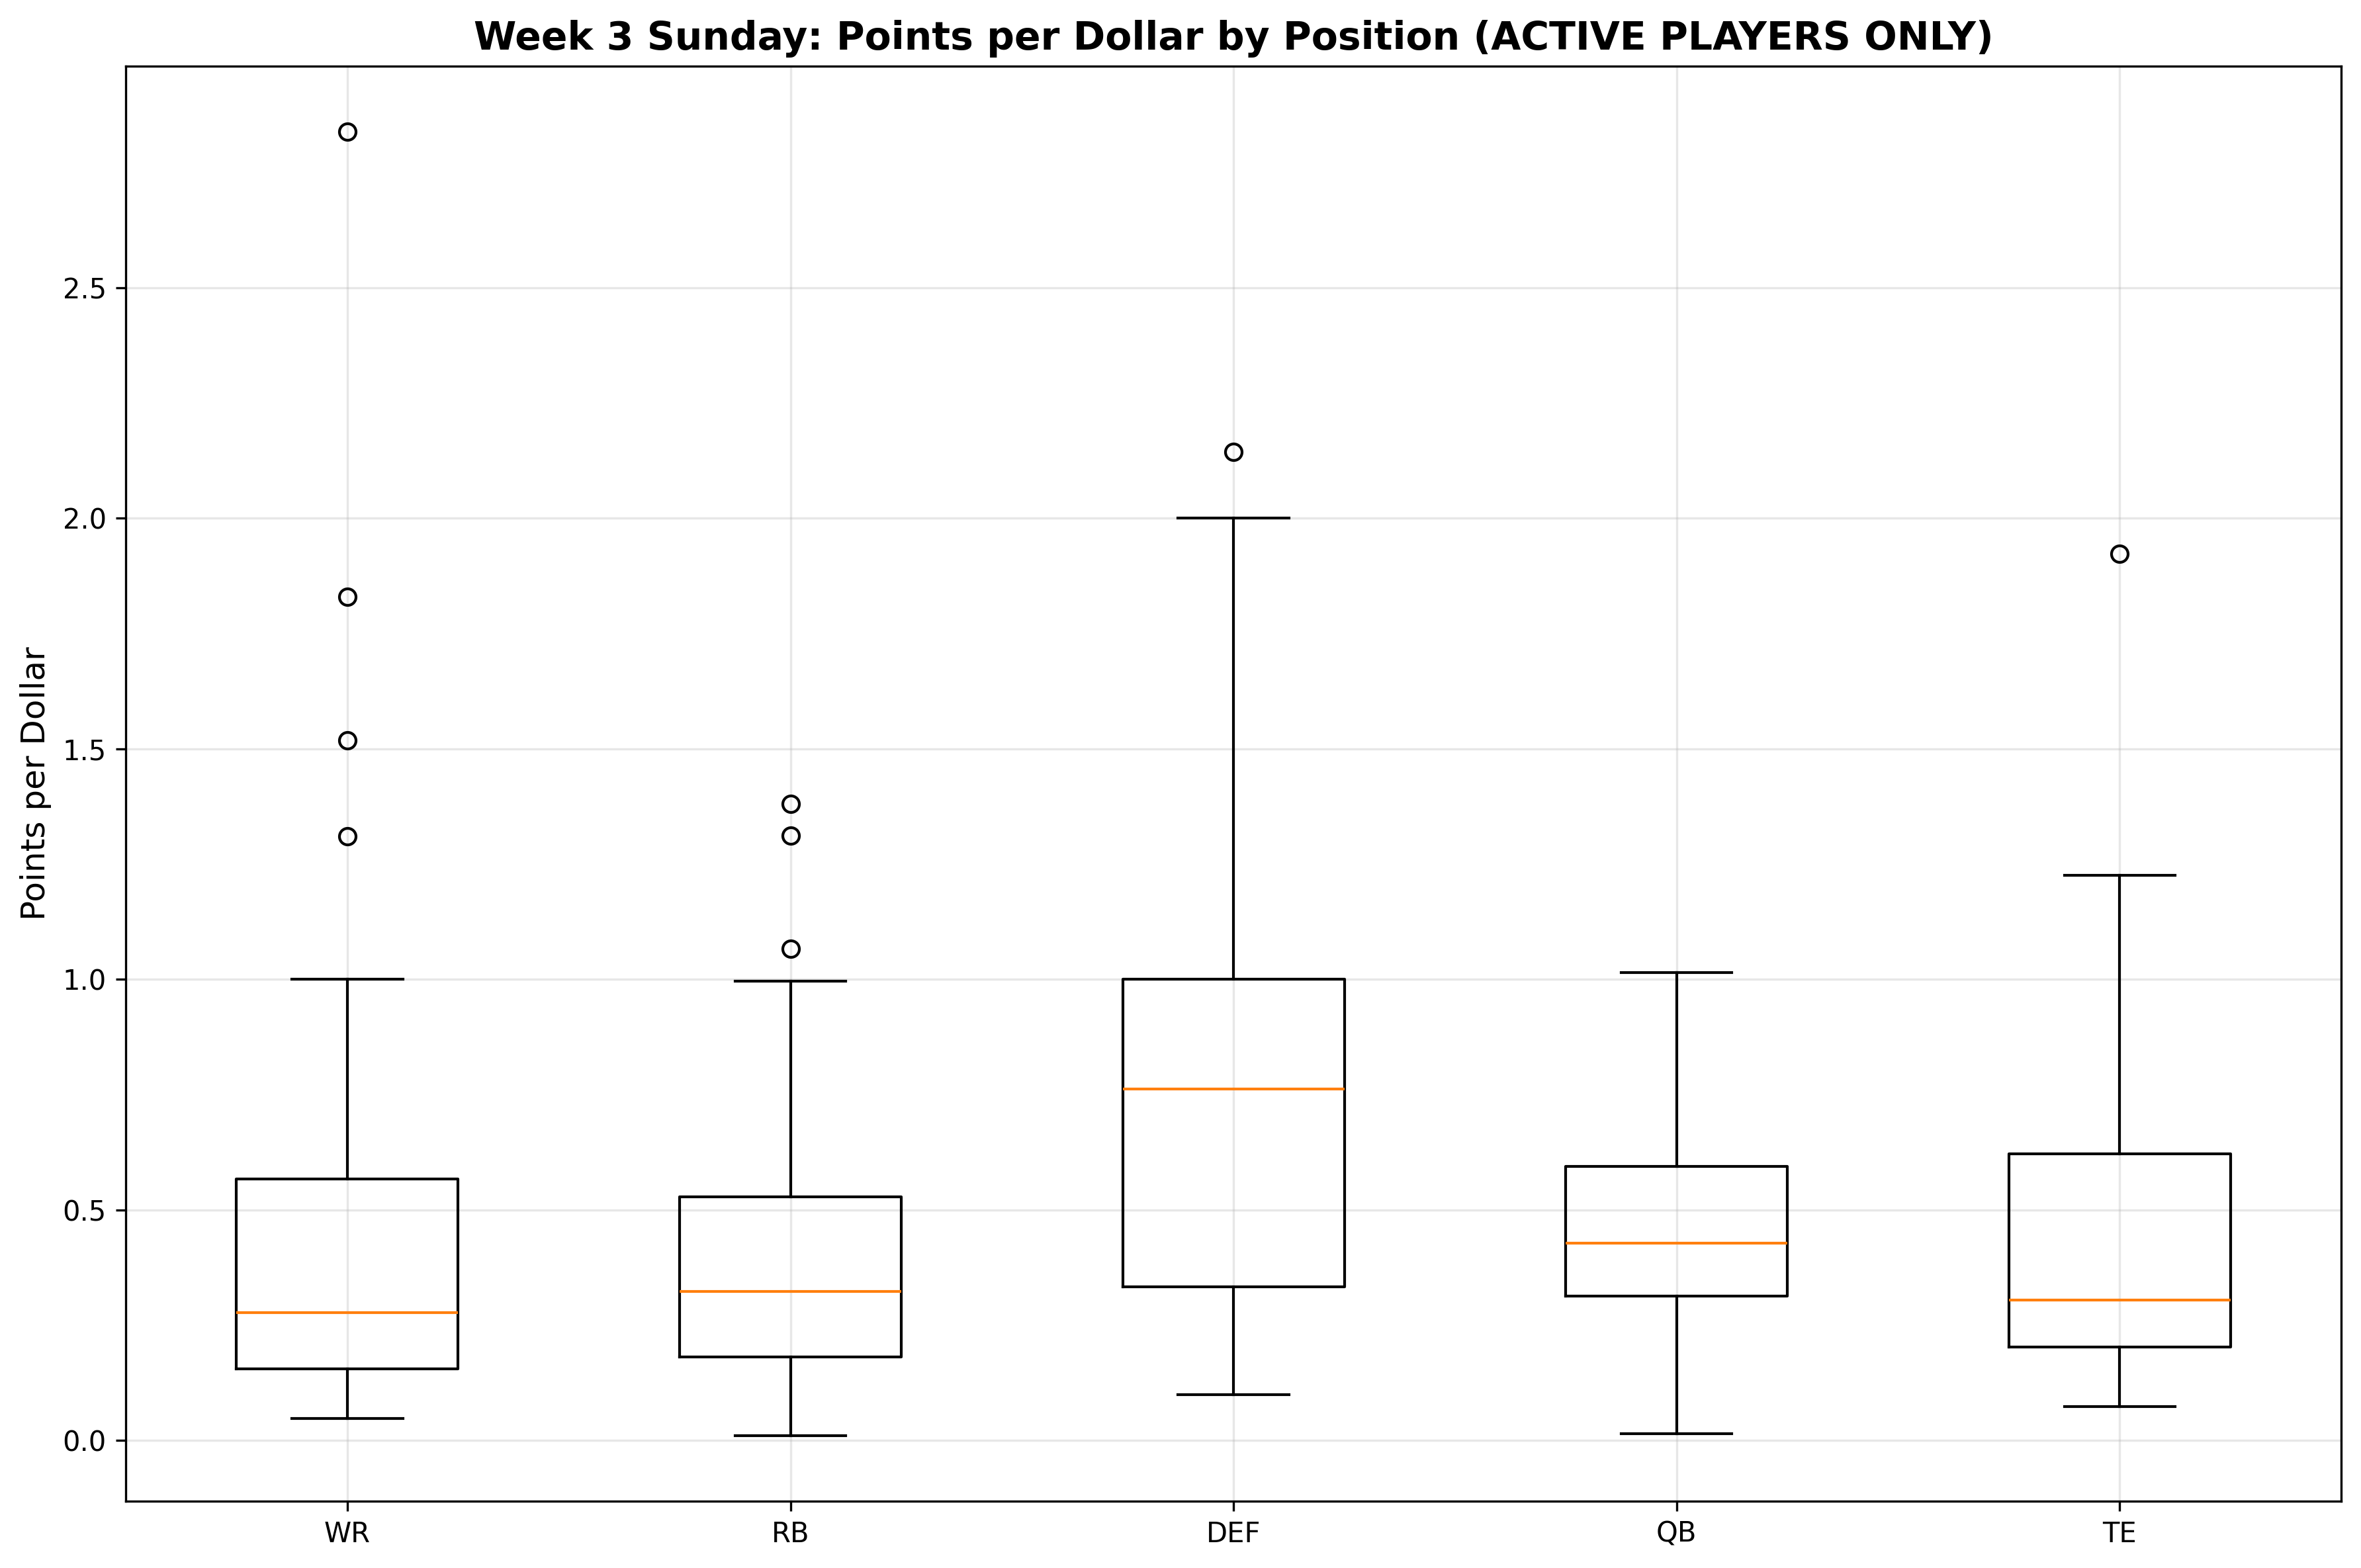 Week 3 Sunday: Points per Dollar by Position (ACTIVE PLAYERS ONLY)
Points per Dollar
2.5
2.0
1.5
1.0
0.5
0.0
WR RB DEF QB TE